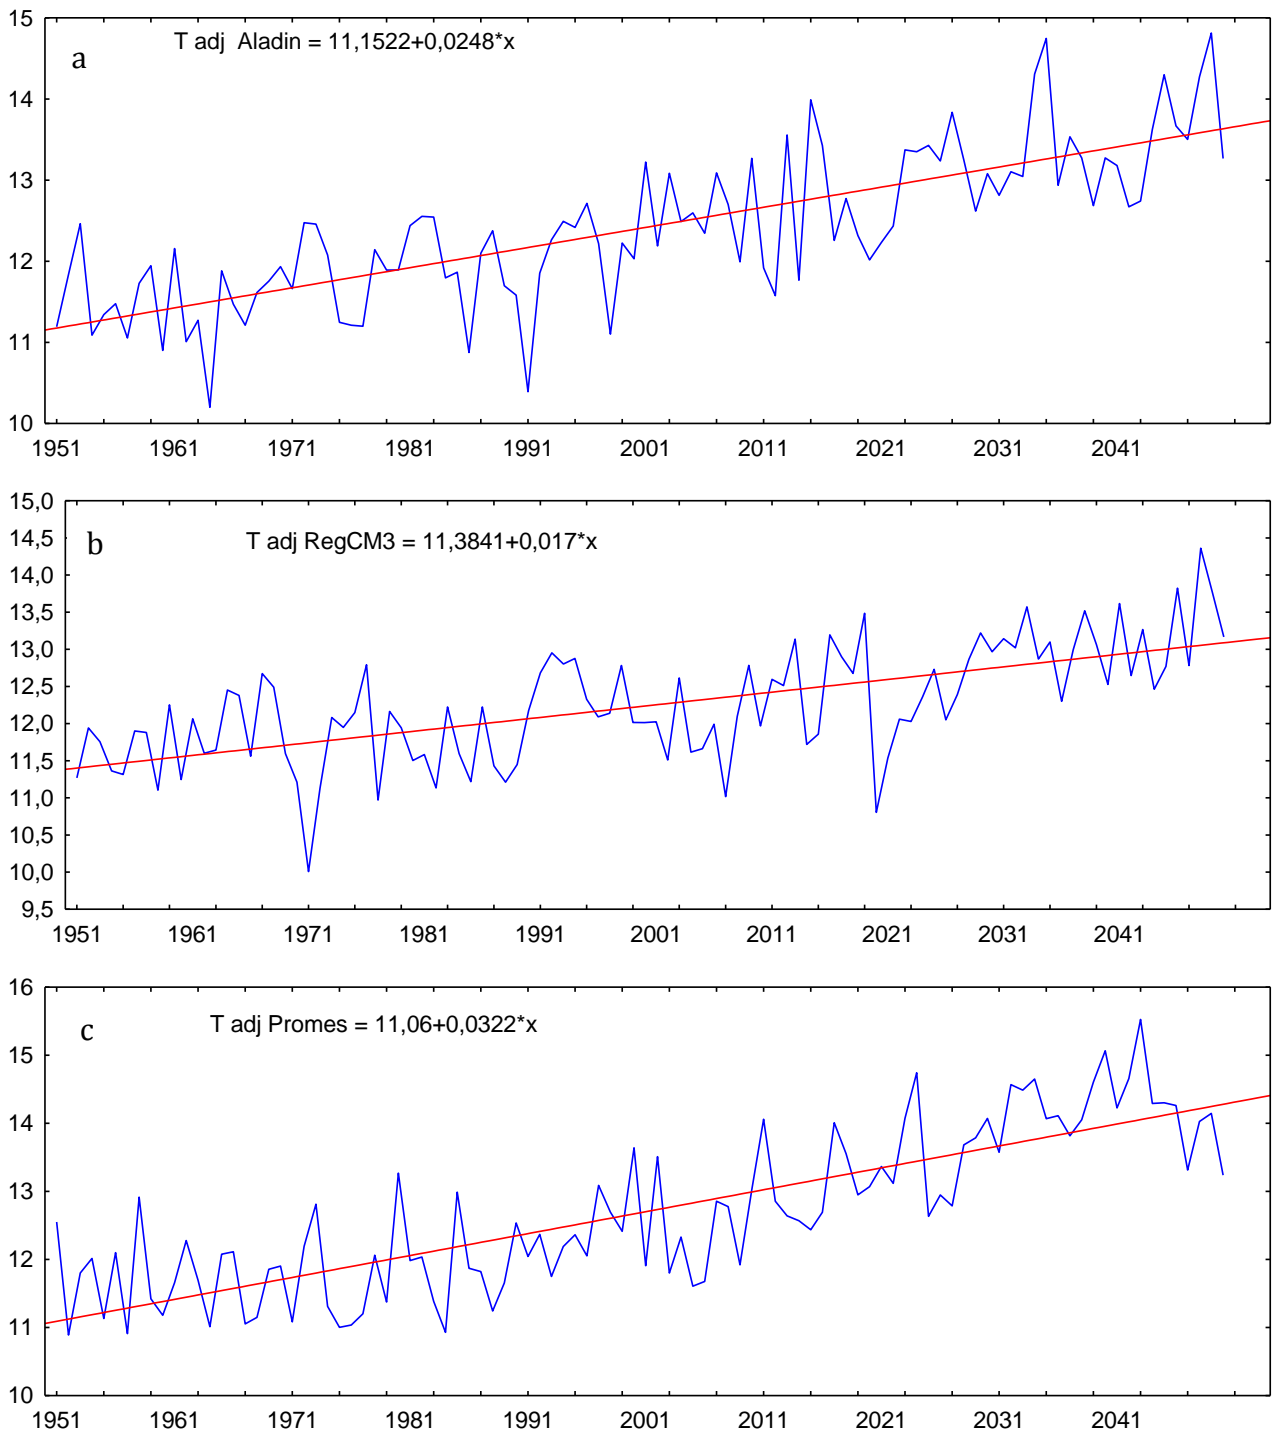 15
a
T adj Aladin = 11,1522+0,0248*x
14
13
12
11
10
1951 1961 1971 1981 1991 2001 2011 2021 2031 2041
15,0
b
T adj RegCM3 = 11,3841+0,017*x
14,5
14,0
13,5
13,0
12,5
12,0
11,5
11,0
10,5
10,0
9,5
1951 1961 1971 1981 1991 2001 2011 2021 2031 2041
16
c
T adj Promes = 11,06+0,0322*x
15
14
13
12
11
10
1951 1961 1971 1981 1991 2001 2011 2021 2031 2041